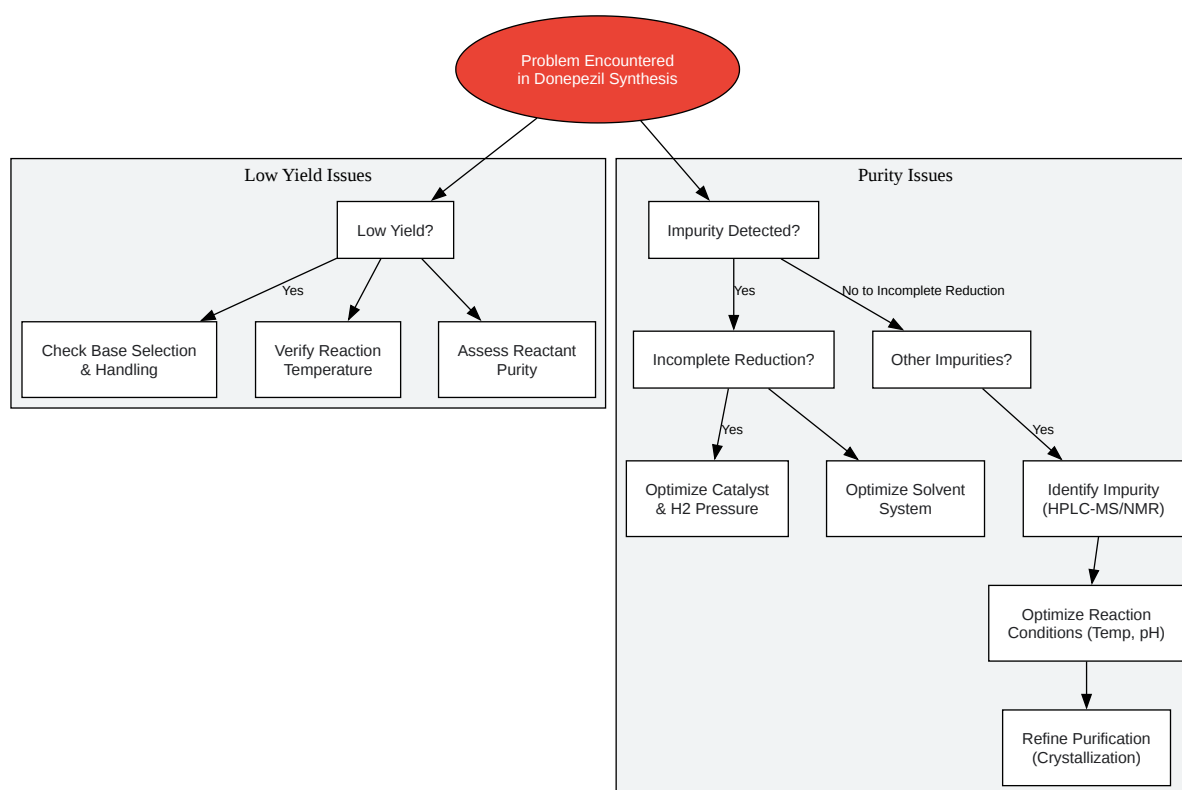 Problem Encountered
in Donepezil Synthesis
Low Yield Issues
Purity Issues
Low Yield?
Impurity Detected?
Yes
Yes
No to Incomplete Reduction
Check Base Selection
& Handling
Verify Reaction
Temperature
Assess Reactant
Purity
Incomplete Reduction?
Other Impurities?
Yes
Yes
Optimize Catalyst
& H2 Pressure
Optimize Solvent
System
Identify Impurity
(HPLC-MS/NMR)
Optimize Reaction
Conditions (Temp, pH)
Refine Purification
(Crystallization)